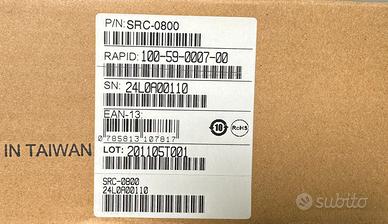 P/N: SRC-0800
RAPID: 100-59-0007-00
SN: 24L0A00110
EAN-13:
0 785813 107817
10
RoHS
IN TAIWAN
LOT: 201105T001
SRC-0800
24L0A00110
subito